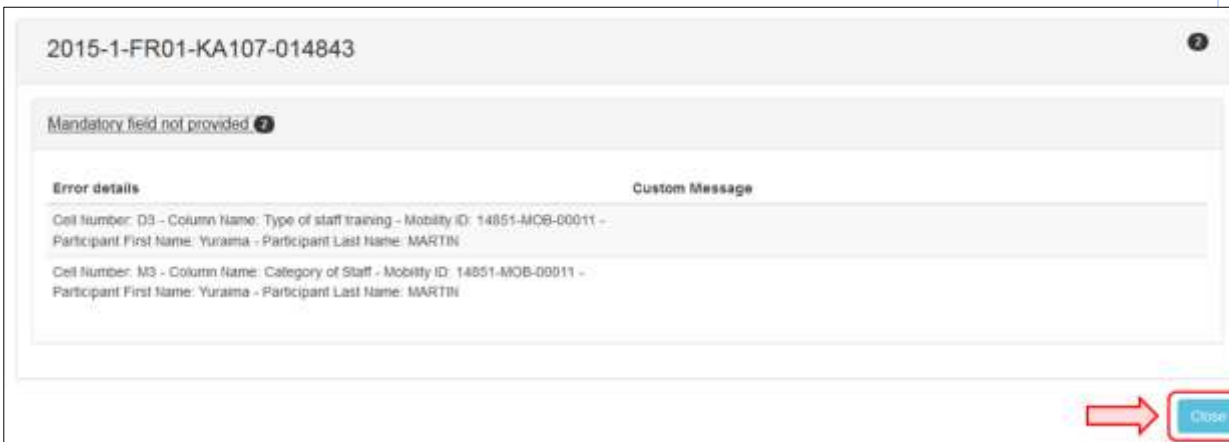 2015-1-FR01-KA107-014843
2
Mandatory field not provided 2
Error details Custom Message
Cell Number: D3 - Column Name: Type of staff training - Mobility ID: 14851-MOB-00011 -
Participant First Name: Yuraima - Participant Last Name: MARTIN
Cell Number: M3 - Column Name: Category of Staff - Mobility ID: 14851-MOB-00011 -
Participant First Name: Yuraima - Participant Last Name: MARTIN
Close